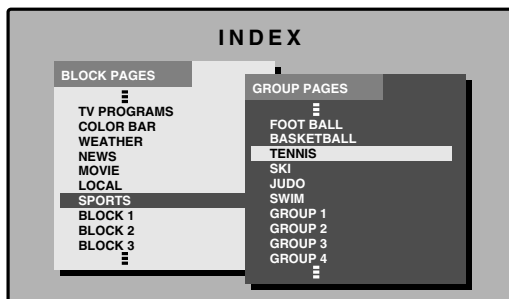 INDEX
BLOCK PAGES
TV PROGRAMS
COLOR BAR
WEATHER
NEWS
MOVIE
LOCAL
SPORTS
BLOCK 1
BLOCK 2
BLOCK 3
GROUP PAGES
FOOT BALL
BASKETBALL
TENNIS
SKI
JUDO
SWIM
GROUP 1
GROUP 2
GROUP 3
GROUP 4